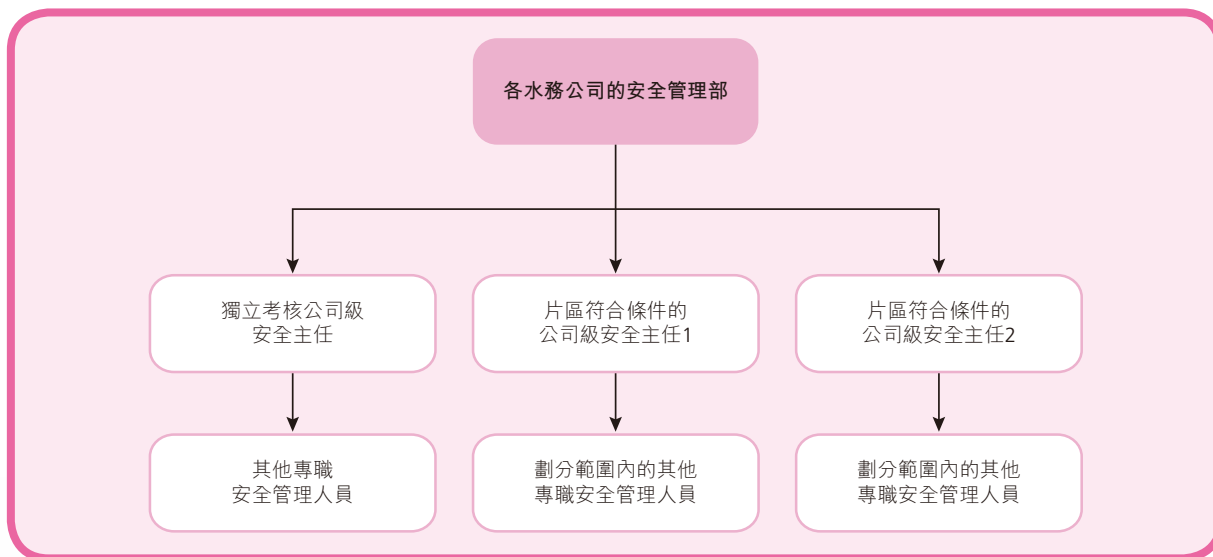 各水務公司的安全管理部
獨立考核公司級
安全主任
片區符合條件的
公司級安全主任1
片區符合條件的
公司級安全主任2
其他專職
安全管理人員
劃分範圍內的其他
專職安全管理人員
劃分範圍內的其他
專職安全管理人員